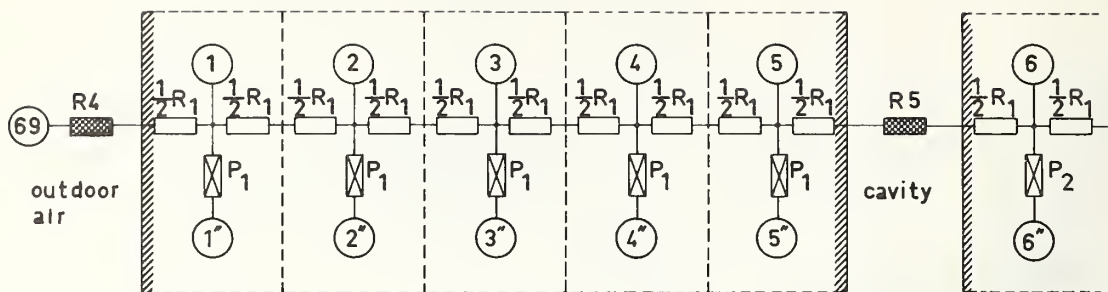 1 2 3 4 5 6
R4 ½R₁ ½R₁ ½R₁ ½R₁ ½R₁ ½R₁ ½R₁ ½R₁ ½R₁ ½R₁ R5 ½R₁ ½R₁
69
P₁ P₁ P₁ P₁ P₁ P₂
outdoor air cavity
1″ 2″ 3″ 4″ 5″ 6″